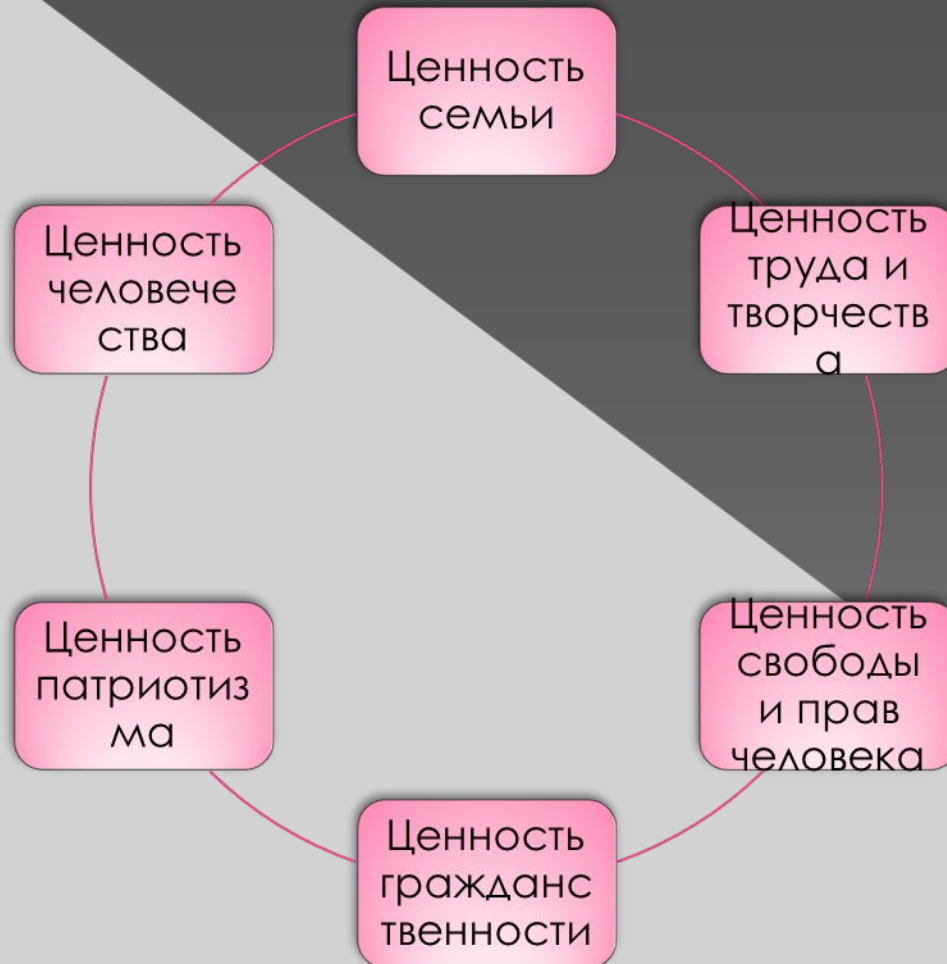 Ценность
семьи
Ценность
труда и
творчеств
а
Ценность
свободы
и прав
человека
Ценность
гражданс
твенности
Ценность
патриотиз
ма
Ценность
человече
ства